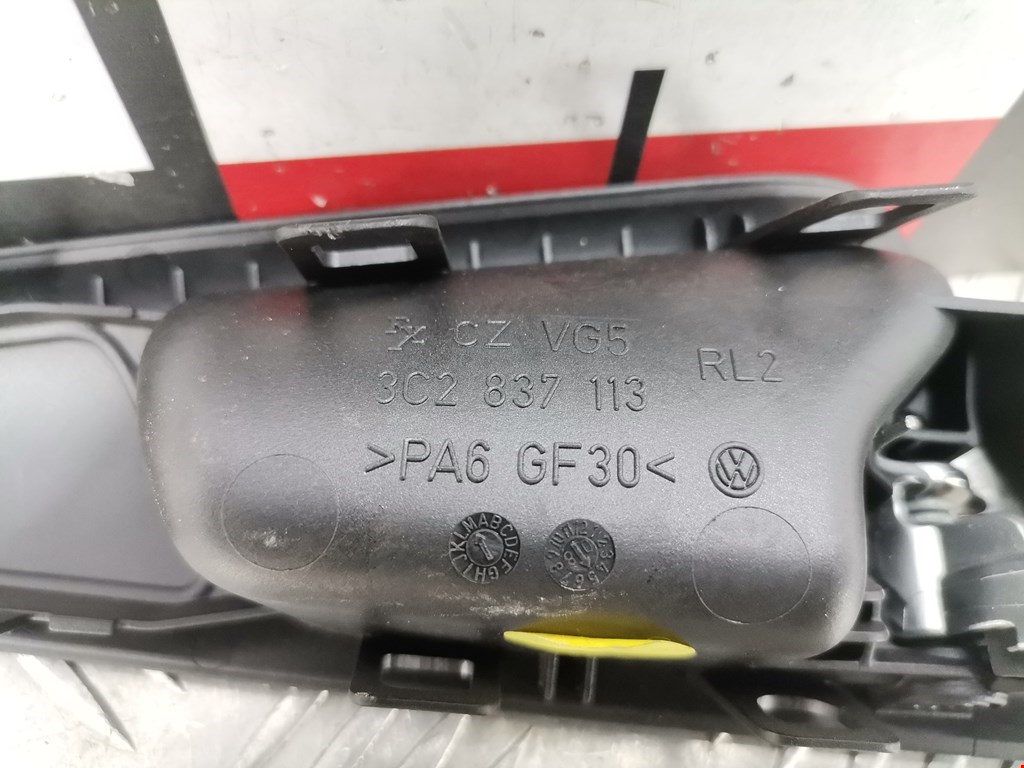 CZ VG5
RL2
3C2 837 113
>PA6 GF30<